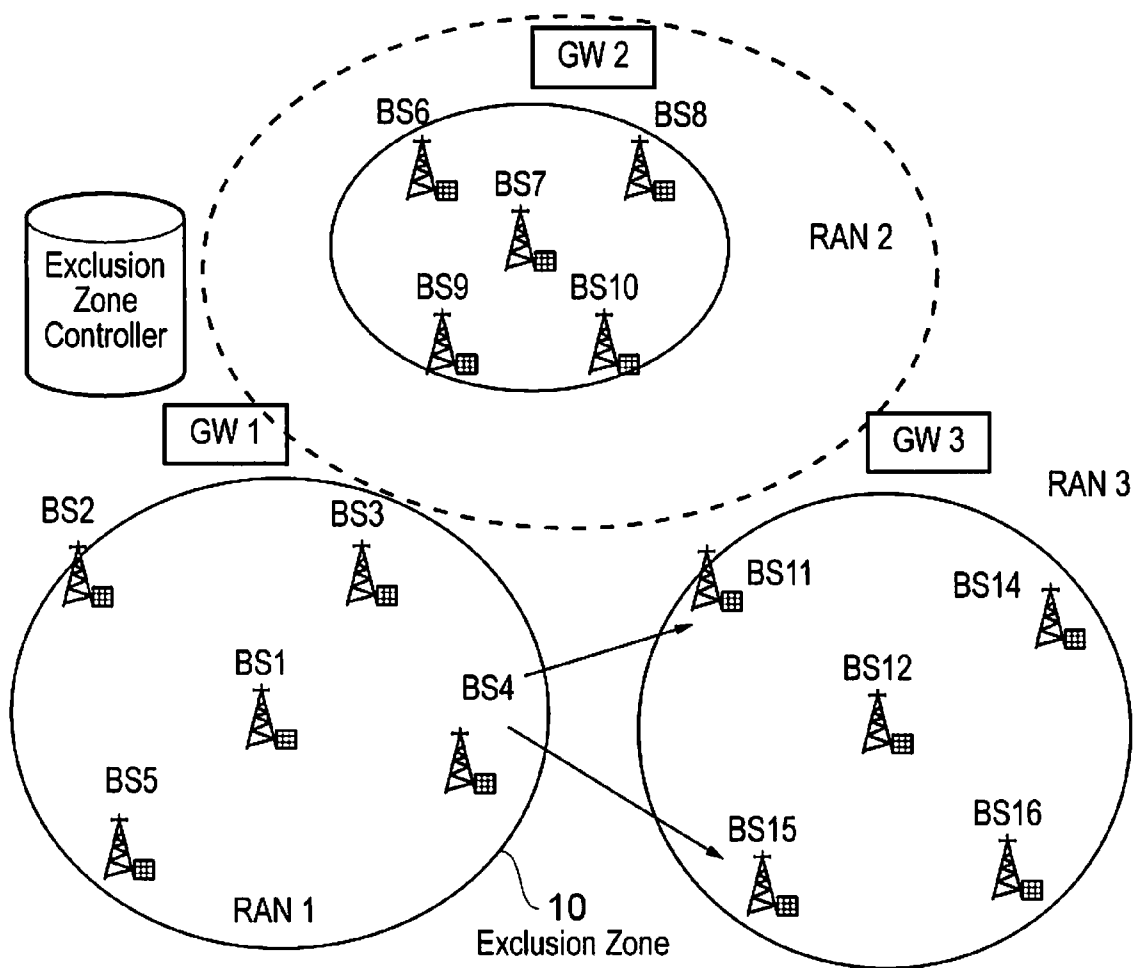 GW 2
BS6
BS8
BS7
RAN 2
Exclusion
Zone
Controller
BS9
BS10
GW 1
GW 3
RAN 3
BS2
BS3
BS11
BS14
BS1
BS4
BS12
BS5
BS15
BS16
RAN 1
10
Exclusion Zone